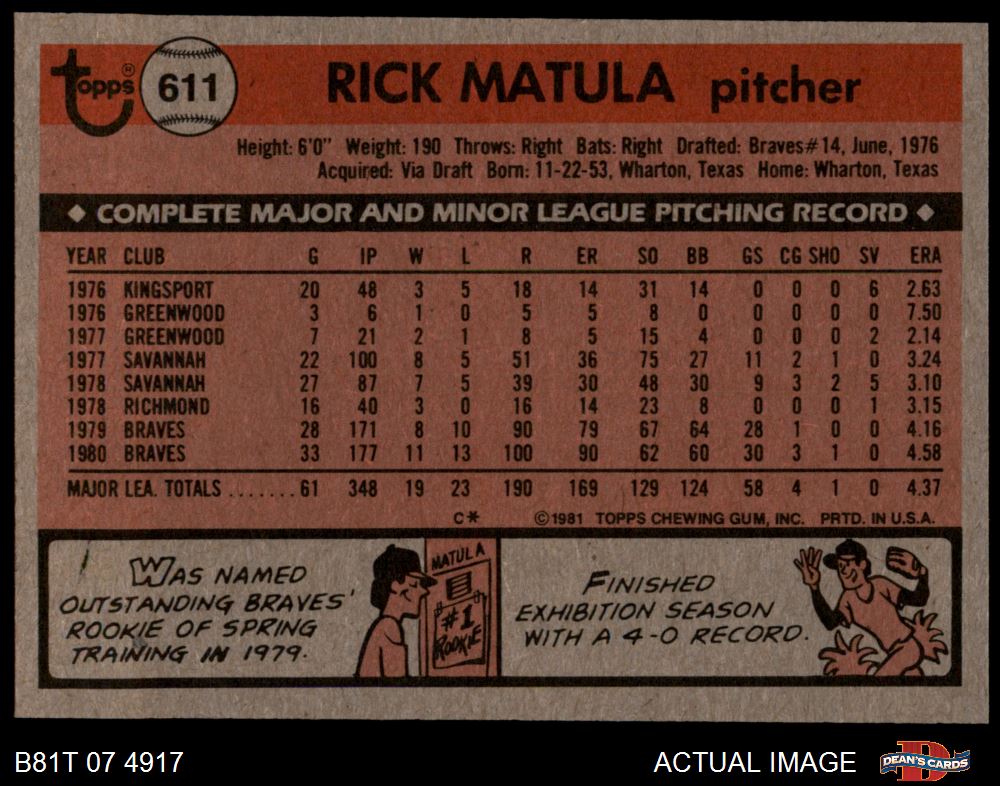 topps® 611 RICK MATULA pitcher
Height: 6'0" Weight: 190 Throws: Right Bats: Right Drafted: Braves#14, June, 1976
Acquired: Via Draft Born: 11-22-53, Wharton, Texas Home: Wharton, Texas
◆ COMPLETE MAJOR AND MINOR LEAGUE PITCHING RECORD ◆
YEAR CLUB G IP W L R ER SO BB GS CG SHO SV ERA
1976 KINGSPORT 20 48 3 5 18 14 31 14 0 0 0 6 2.63
1976 GREENWOOD 3 6 1 0 5 5 8 0 0 0 0 0 7.50
1977 GREENWOOD 7 21 2 1 8 5 15 4 0 0 0 2 2.14
1977 SAVANNAH 22 100 8 5 51 36 75 27 11 2 1 0 3.24
1978 SAVANNAH 27 87 7 5 39 30 48 30 9 3 2 5 3.10
1978 RICHMOND 16 40 3 0 16 14 23 8 0 0 0 1 3.15
1979 BRAVES 28 171 8 10 90 79 67 64 28 1 0 0 4.16
1980 BRAVES 33 177 11 13 100 90 62 60 30 3 1 0 4.58
MAJOR LEA. TOTALS .......61 348 19 23 190 169 129 124 58 4 1 0 4.37
C* ©1981 TOPPS CHEWING GUM, INC. PRTD. IN U.S.A.
WAS NAMED
OUTSTANDING BRAVES'
ROOKIE OF SPRING
TRAINING IN 1979.
MATULA
#1
ROOKIE
FINISHED
EXHIBITION SEASON
WITH A 4-0 RECORD.
B81T 07 4917 ACTUAL IMAGE DEAN'S CARDS